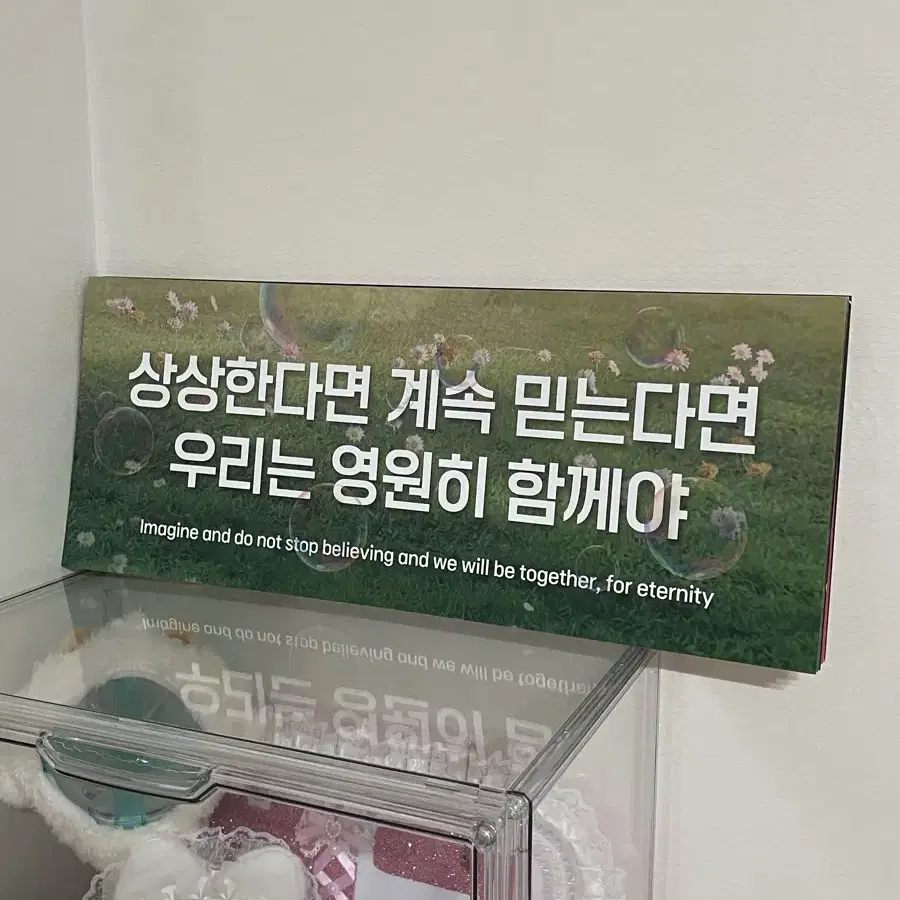 상상한다면 계속 믿는다면
우리는 영원히 함께야
Imagine and do not stop believing and we will be together, for eternity